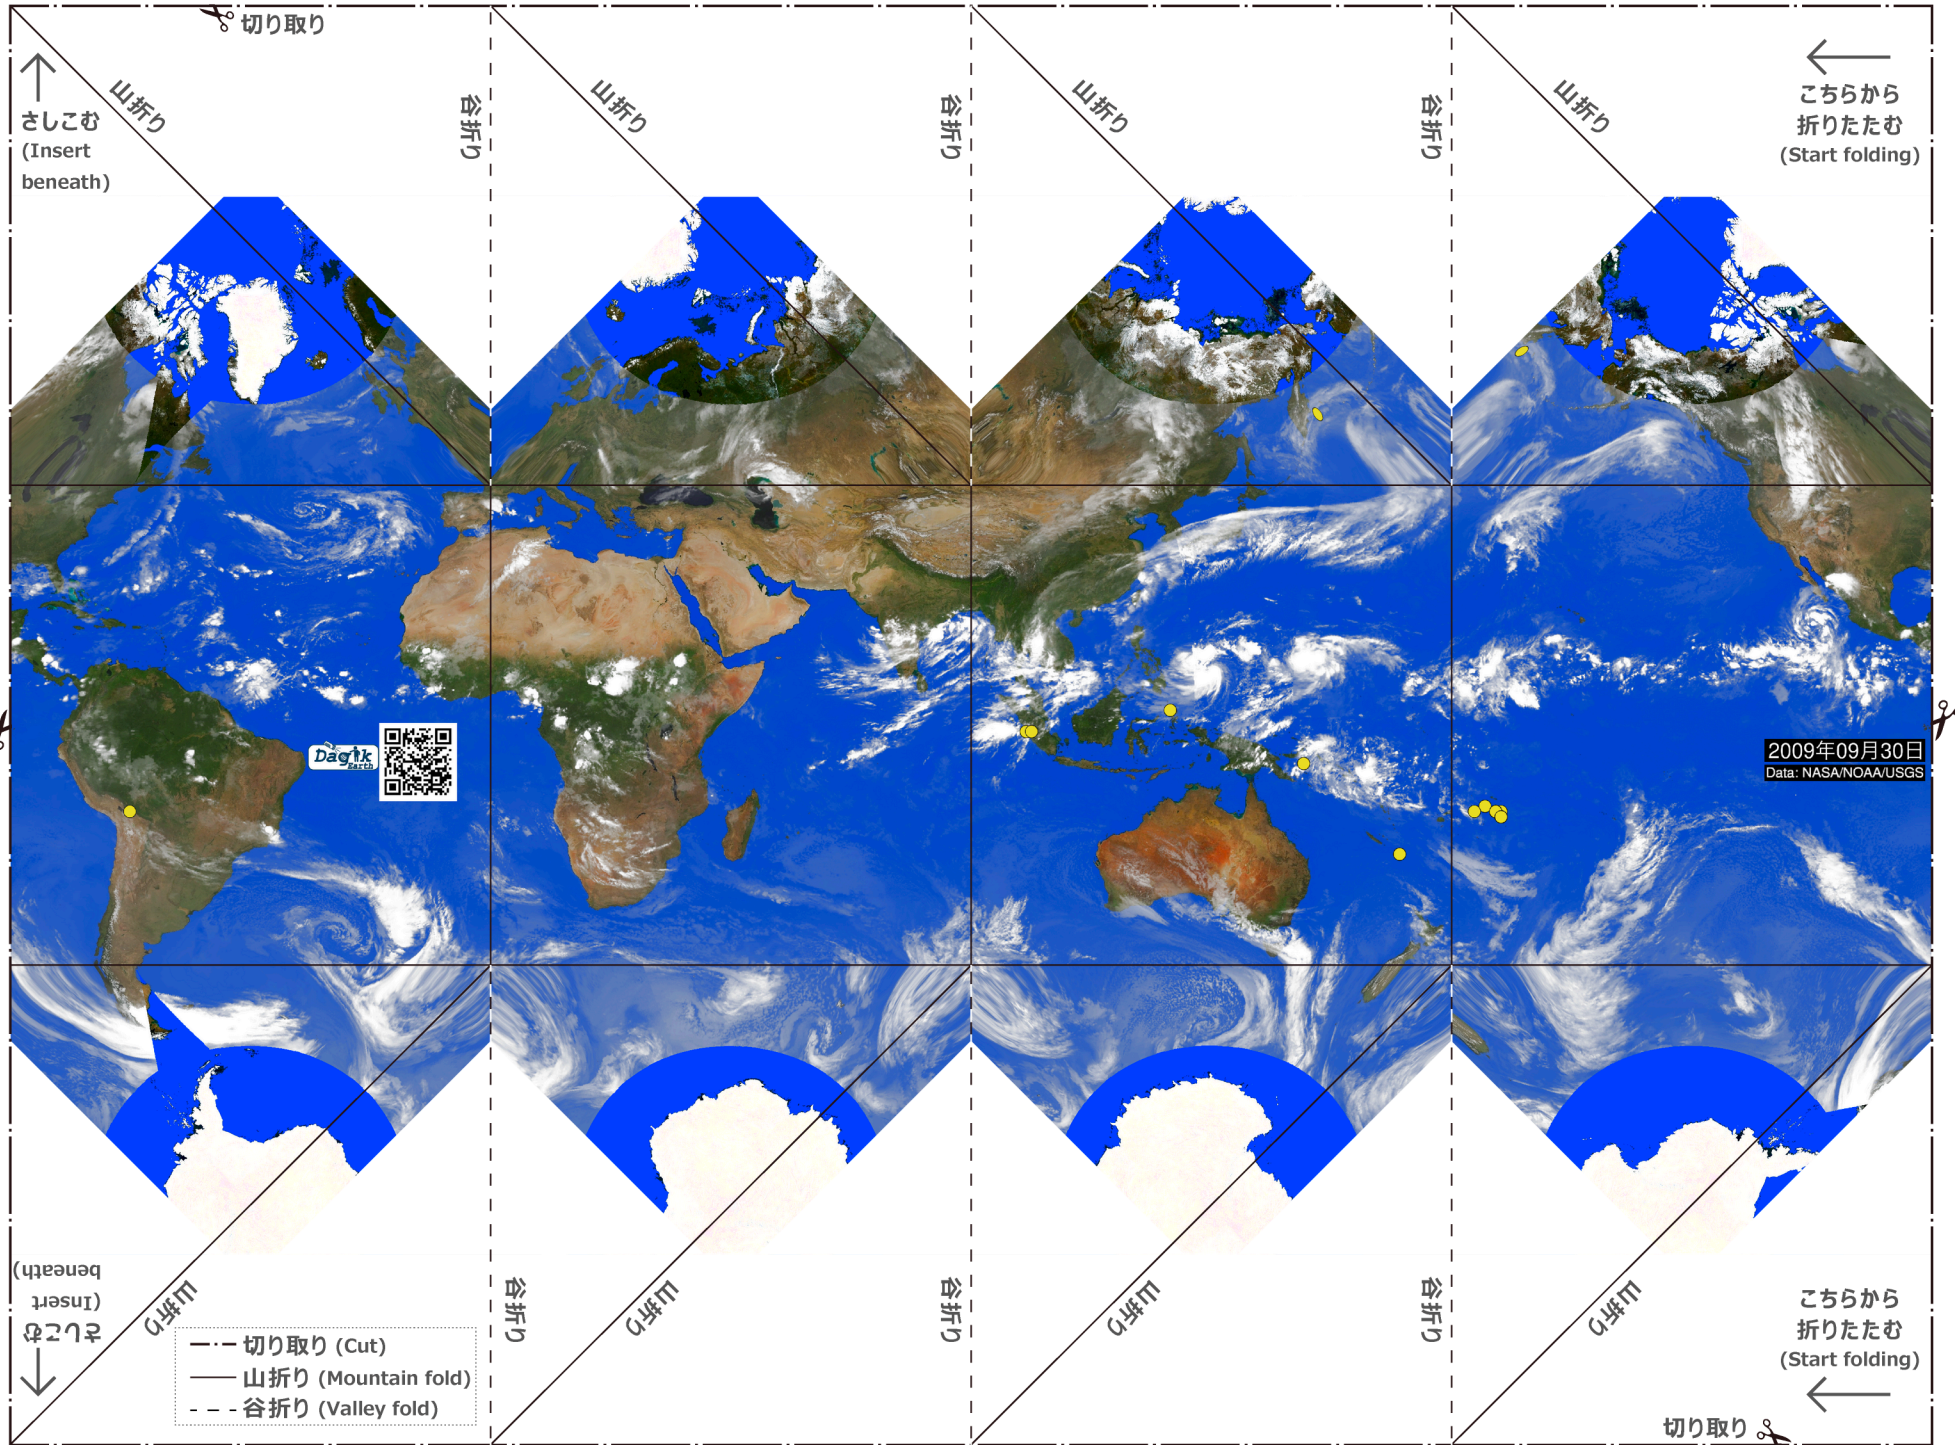 切り取り
さしこむ
(Insert
beneath)
山折り
谷折り
山折り
谷折り
山折り
谷折り
山折り
こちらから
折りたたむ
(Start folding)
Dagik
Earth
2009年09月30日
Data: NASA/NOAA/USGS
さしこむ
(Insert
beneath)
山折り
谷折り
山折り
谷折り
山折り
谷折り
山折り
こちらから
折りたたむ
(Start folding)
切り取り (Cut)
山折り (Mountain fold)
谷折り (Valley fold)
切り取り